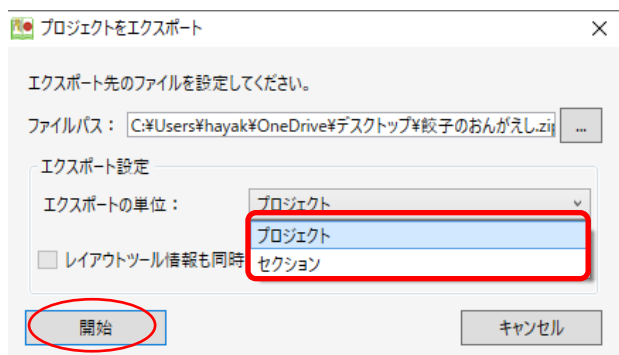 プロジェクトをエクスポート
エクスポート先のファイルを設定してください。
ファイルパス： C:¥Users¥hayak¥OneDrive¥デスクトップ¥餃子のおんがえし.zip ...
エクスポート設定
エクスポートの単位： プロジェクト
プロジェクト
レイアウトツール情報も同時 セクション
開始 キャンセル